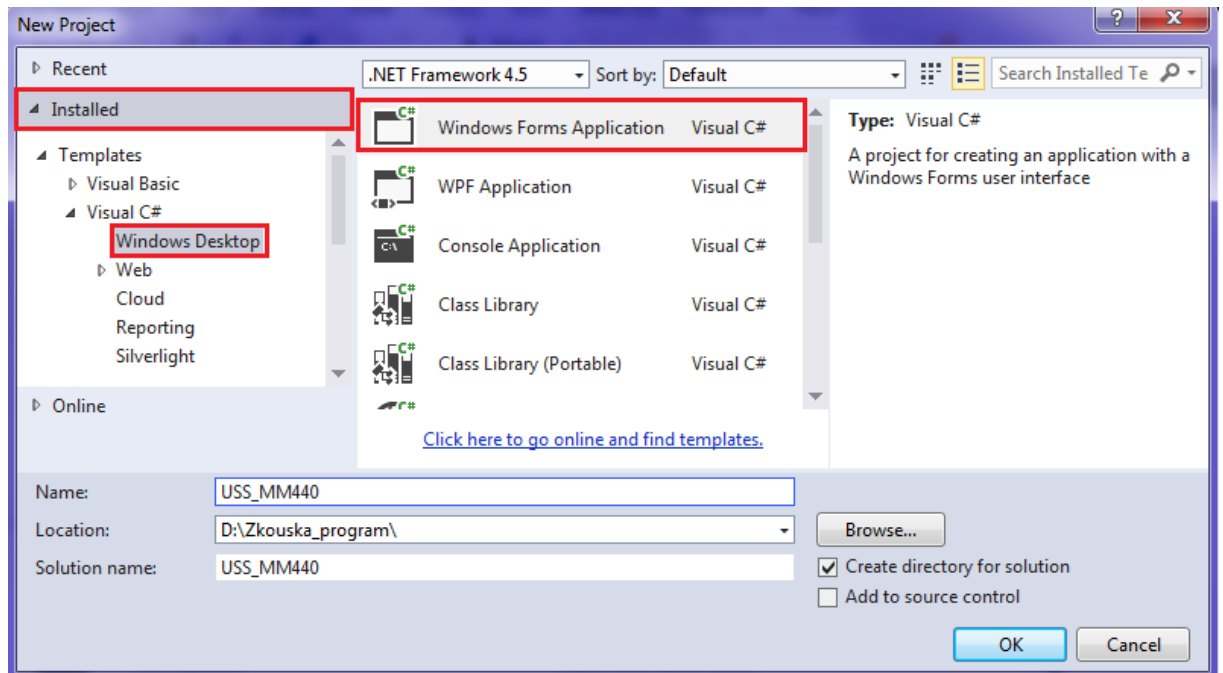 New Project
Recent
.NET Framework 4.5 Sort by: Default Search Installed Te
Installed
Templates
Visual Basic
Visual C#
Windows Desktop
Web
Cloud
Reporting
Silverlight
Online
C# Windows Forms Application Visual C#
C# WPF Application Visual C#
C# C:\ Console Application Visual C#
C# Class Library Visual C#
C# Class Library (Portable) Visual C#
C#
Click here to go online and find templates.
Type: Visual C#
A project for creating an application with a
Windows Forms user interface
Name: USS_MM440
Location: D:\Zkouska_program\ Browse...
Solution name: USS_MM440
Create directory for solution
Add to source control
OK Cancel